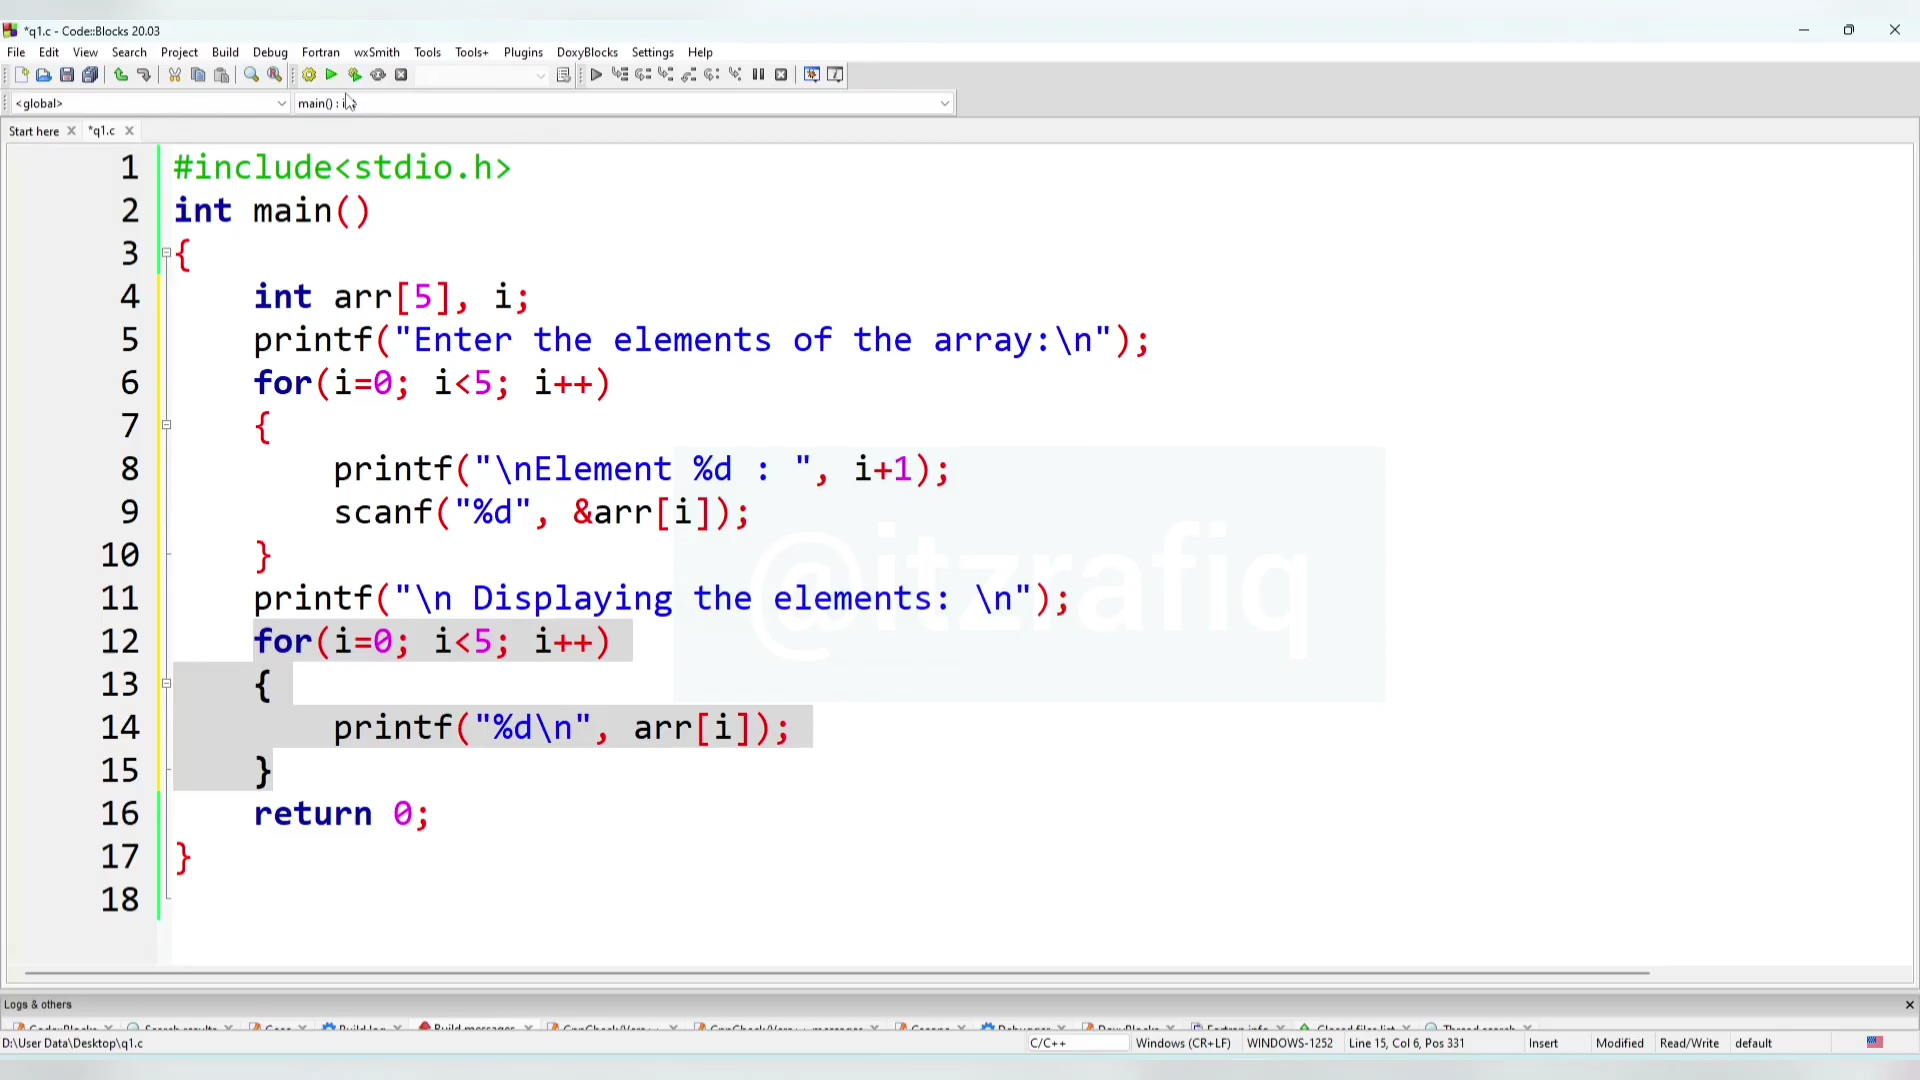 *q1.c - Code::Blocks 20.03
File Edit View Search Project Build Debug Fortran wxSmith Tools Tools+ Plugins DoxyBlocks Settings Help
<global> main() :
Start here *q1.c
1 #include<stdio.h>
2 int main()
3 {
4 int arr[5], i;
5 printf("Enter the elements of the array:\n");
6 for(i=0; i<5; i++)
7 {
8 printf("\nElement %d : ", i+1);
9 scanf("%d", &arr[i]);
10 }
11 printf("\n Displaying the elements: \n");
12 for(i=0; i<5; i++)
13 {
14 printf("%d\n", arr[i]);
15 }
16 return 0;
17 }
18
@itzrafiq
Logs & others
D:\User Data\Desktop\q1.c C/C++ Windows (CR+LF) WINDOWS-1252 Line 15, Col 6, Pos 331 Insert Modified Read/Write default